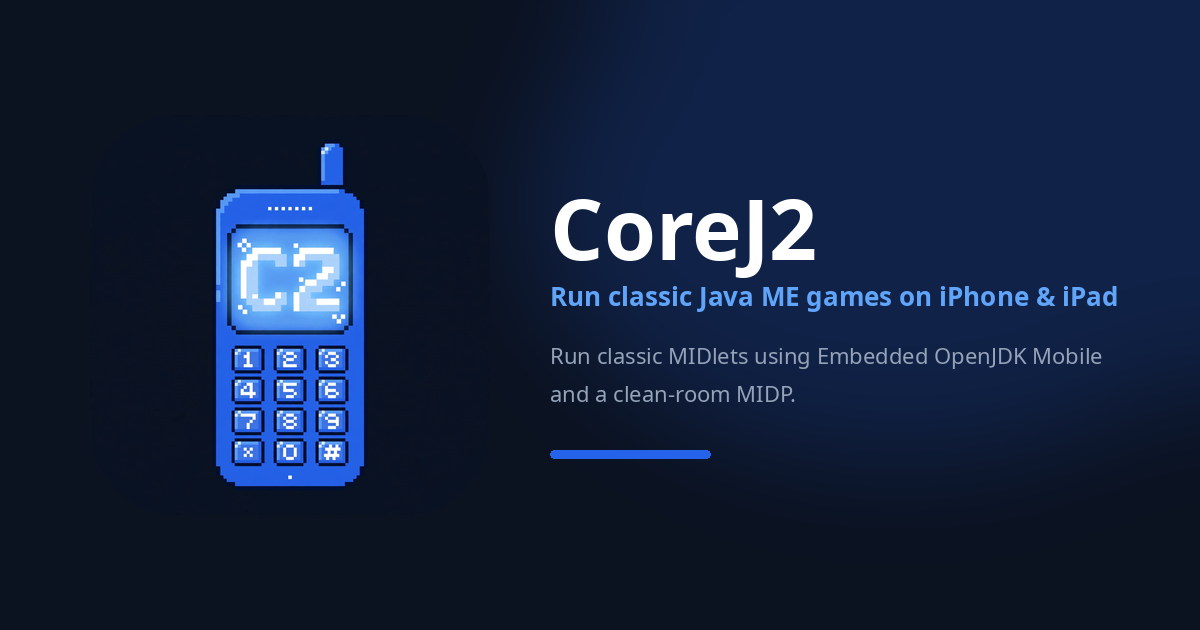 C2
1 2 3
4 5 6
7 8 9
* 0 #
CoreJ2
Run classic Java ME games on iPhone & iPad
Run classic MIDlets using Embedded OpenJDK Mobile
and a clean-room MIDP.